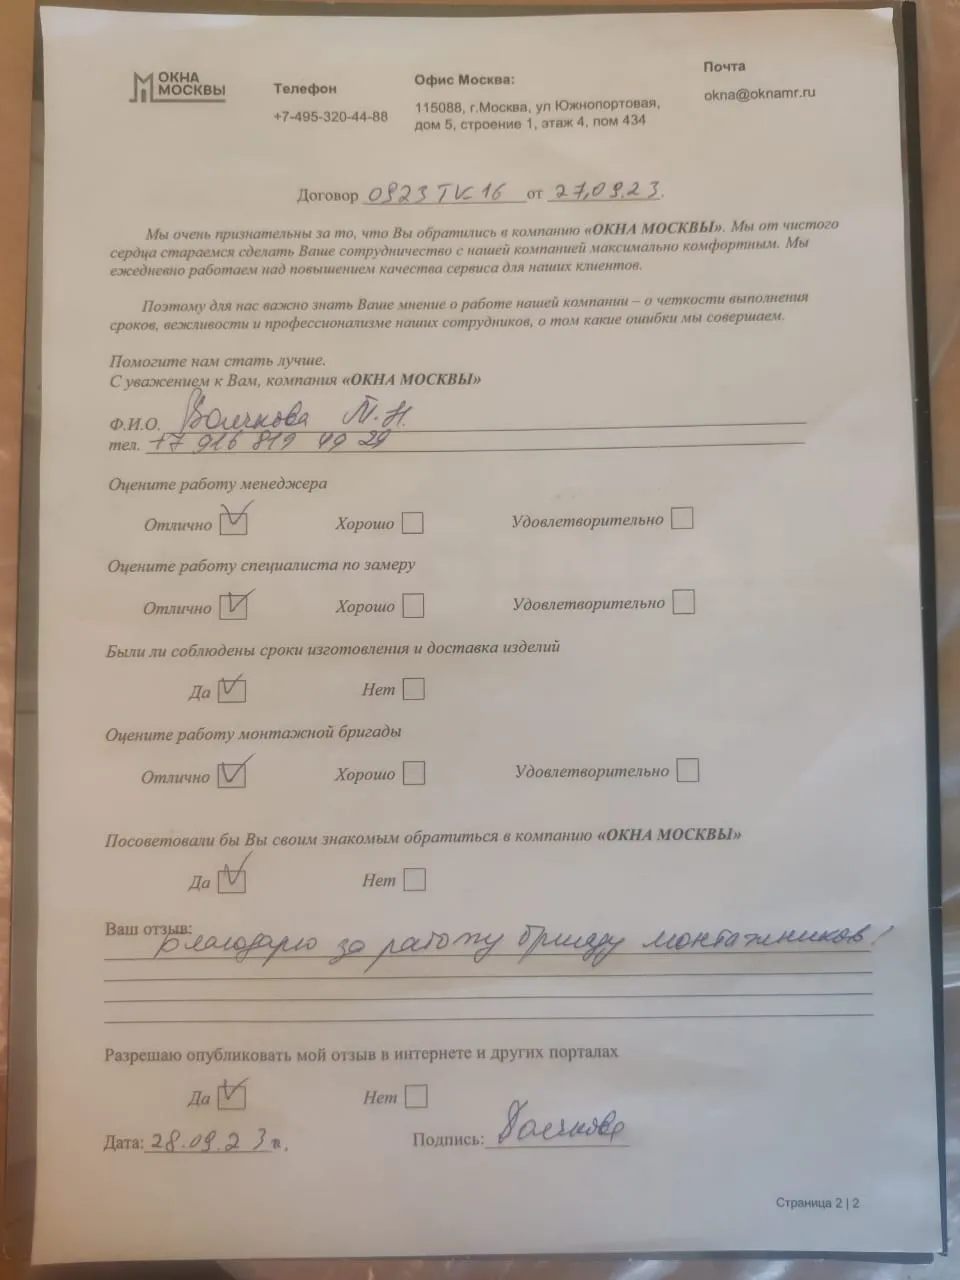 ОКНА
МОСКВЫ
Телефон
+7-495-320-44-88
Офис Москва:
115088, г.Москва, ул Южнопортовая,
дом 5, строение 1, этаж 4, пом 434
Почта
okna@oknamr.ru
Договор 0923 TV-16 от 27.09.23.
Мы очень признательны за то, что Вы обратились в компанию «ОКНА МОСКВЫ». Мы от чистого
сердца стараемся сделать Ваше сотрудничество с нашей компанией максимально комфортным. Мы
ежедневно работаем над повышением качества сервиса для наших клиентов.
Поэтому для нас важно знать Ваше мнение о работе нашей компании – о четкости выполнения
сроков, вежливости и профессионализме наших сотрудников, о том какие ошибки мы совершаем.
Помогите нам стать лучше.
С уважением к Вам, компания «ОКНА МОСКВЫ»
Ф.И.О. Волчкова Т.Н.
тел. +7 916 819 49 29
Оцените работу менеджера
Отлично Хорошо Удовлетворительно
Оцените работу специалиста по замеру
Отлично Хорошо Удовлетворительно
Были ли соблюдены сроки изготовления и доставка изделий
Да Нет
Оцените работу монтажной бригады
Отлично Хорошо Удовлетворительно
Посоветовали бы Вы своим знакомым обратиться в компанию «ОКНА МОСКВЫ»
Да Нет
Ваш отзыв: Благодарю за работу бригаду монтажников!
Разрешаю опубликовать мой отзыв в интернете и других порталах
Да Нет
Дата: 28.09.23г. Подпись: Волчкова
Страница 2 | 2